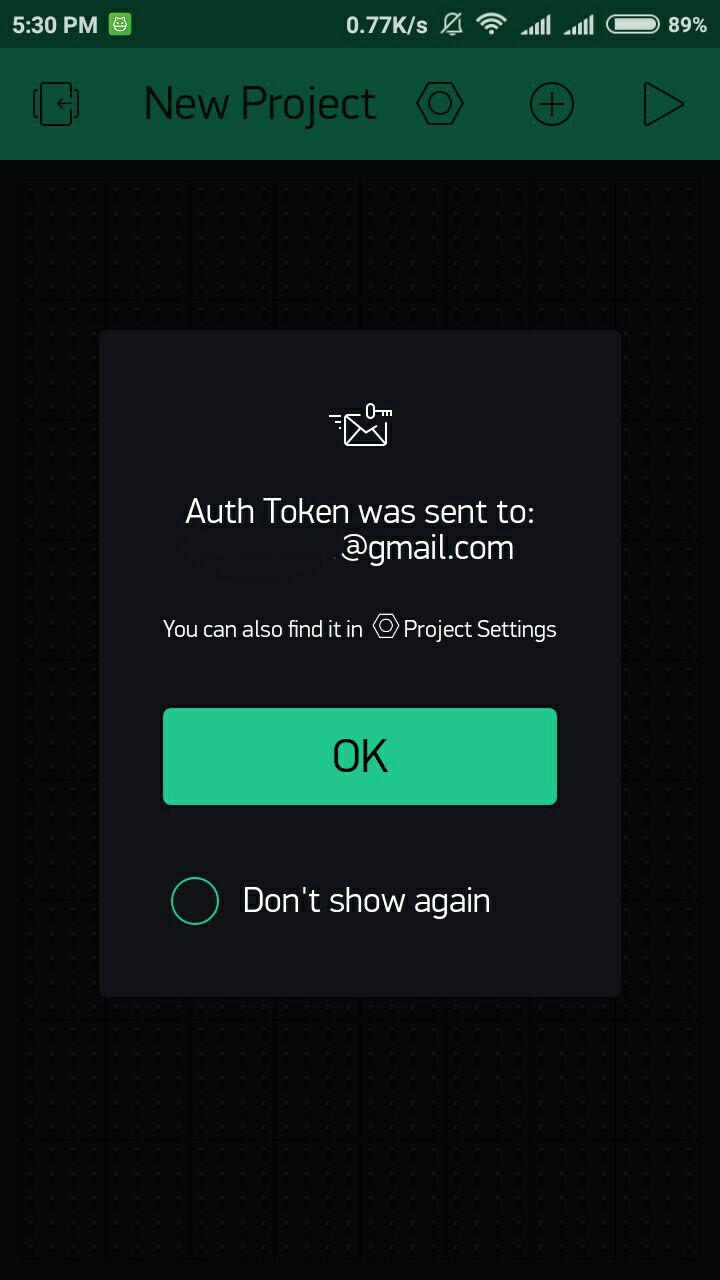 5:30 PM 0.77K/s 89%
New Project
Auth Token was sent to:
@gmail.com
You can also find it in Project Settings
OK
Don't show again